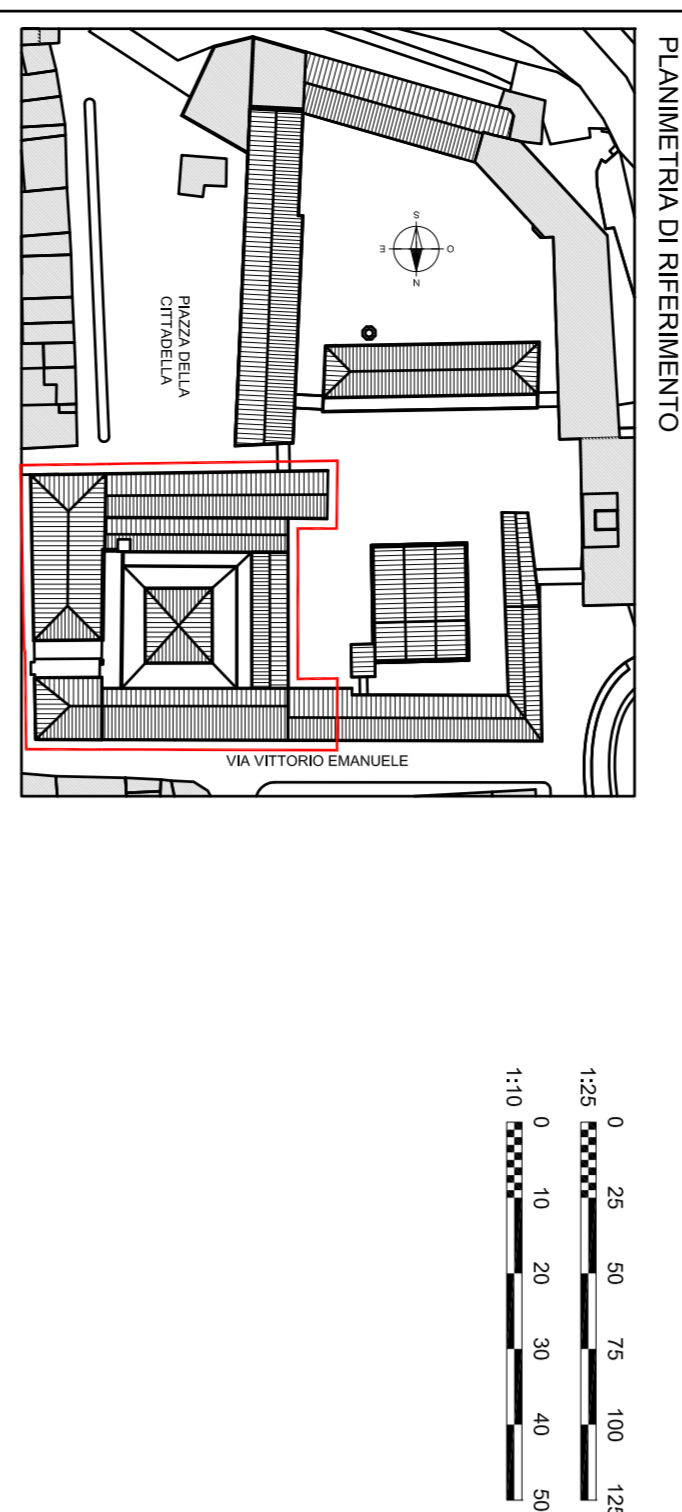 PLANIMETRIA DI RIFERIMENTO
S
E
O
N
PIAZZA DELLA
CITTADELLA
VIA VITTORIO EMANUELE
1:25
0 25 50 75 100 125
1:10
0 10 20 30 40 50